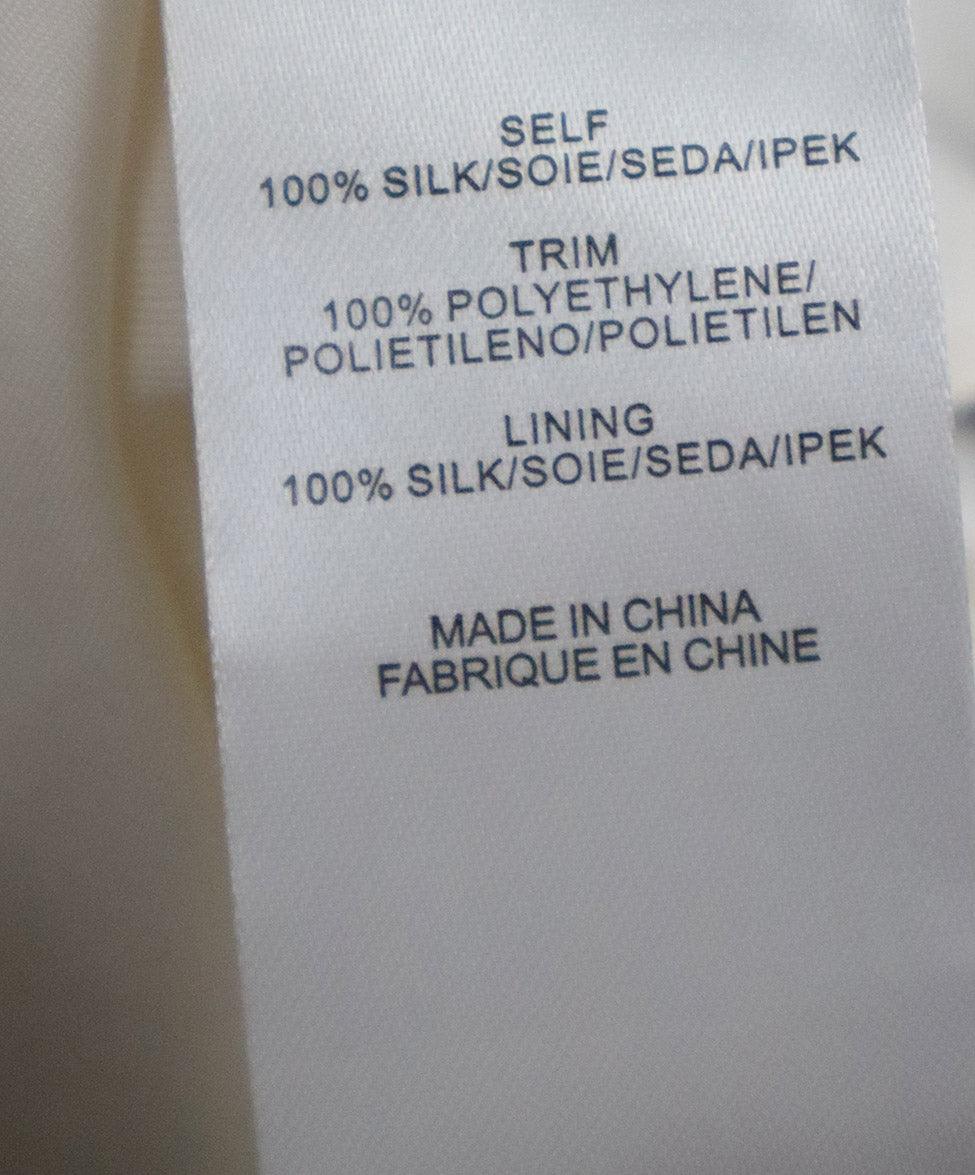 SELF
100% SILK/SOIE/SEDA/IPEK
TRIM
100% POLYETHYLENE/
POLIETILENO/POLIETILEN
LINING
100% SILK/SOIE/SEDA/IPEK
MADE IN CHINA
FABRIQUE EN CHINE